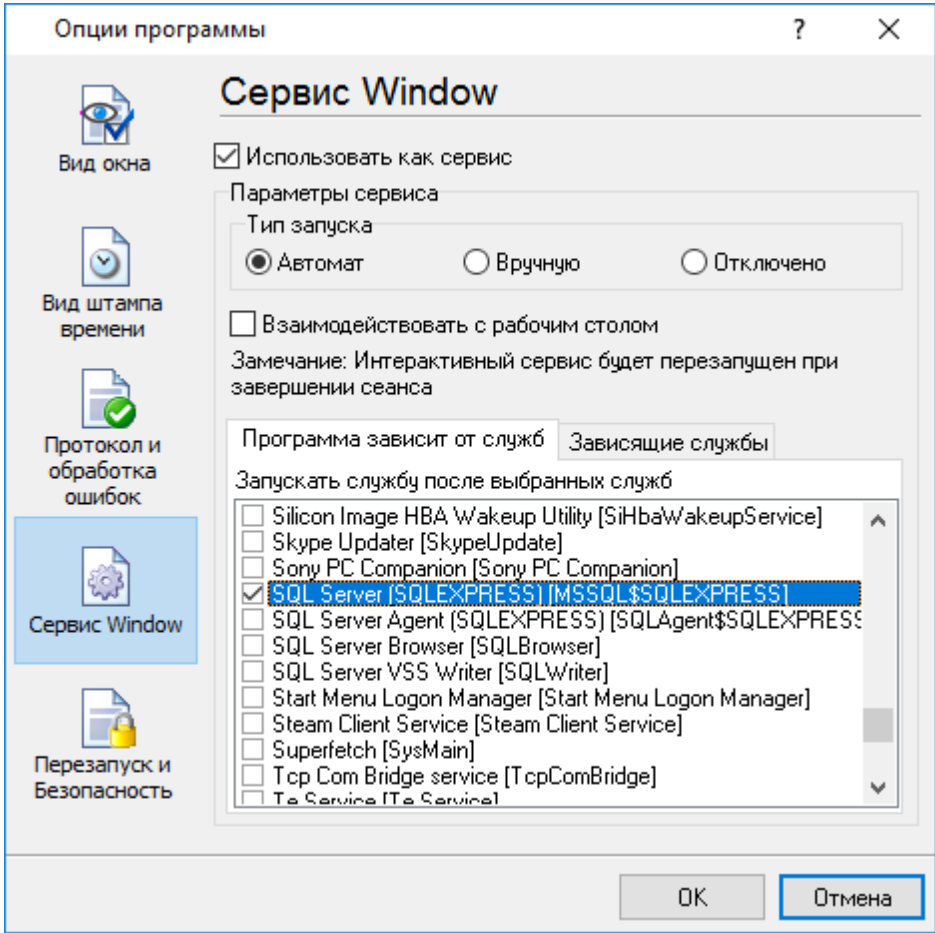 Опции программы
?
Сервис Window
Вид окна
Использовать как сервис
Параметры сервиса
Тип запуска
Автомат
Вручную
Отключено
Вид штампа
времени
Взаимодействовать с рабочим столом
Замечание: Интерактивный сервис будет перезапущен при
завершении сеанса
Протокол и
обработка
ошибок
Программа зависит от служб
Зависящие службы
Запускать службу после выбранных служб
Silicon Image HBA Wakeup Utility [SiHbaWakeupService]
Skype Updater [SkypeUpdate]
Sony PC Companion [Sony PC Companion]
SQL Server (SQLEXPRESS) [MSSQL$SQLEXPRESS]
SQL Server Agent (SQLEXPRESS) [SQLAgent$SQLEXPRESS
SQL Server Browser [SQLBrowser]
SQL Server VSS Writer [SQLWriter]
Start Menu Logon Manager [Start Menu Logon Manager]
Steam Client Service [Steam Client Service]
Superfetch [SysMain]
Tcp Com Bridge service [TcpComBridge]
Te Service [Te Service]
Сервис Window
Перезапуск и
Безопасность
OK
Отмена